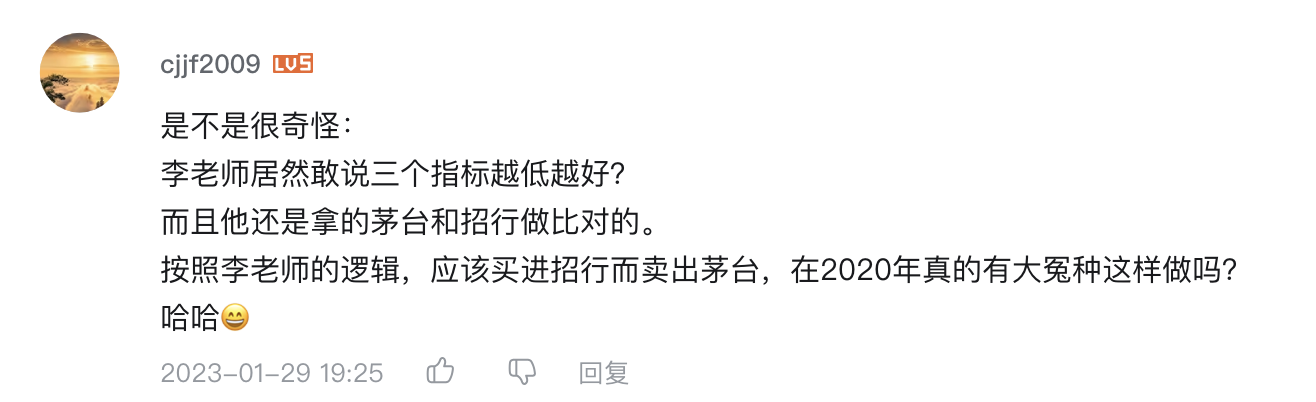 cjjf2009 LV5
是不是很奇怪：
李老师居然敢说三个指标越低越好？
而且他还是拿的茅台和招行做比对的。
按照李老师的逻辑，应该买进招行而卖出茅台，在2020年真的有大冤种这样做吗？
哈哈😄
2023-01-29 19:25 回复